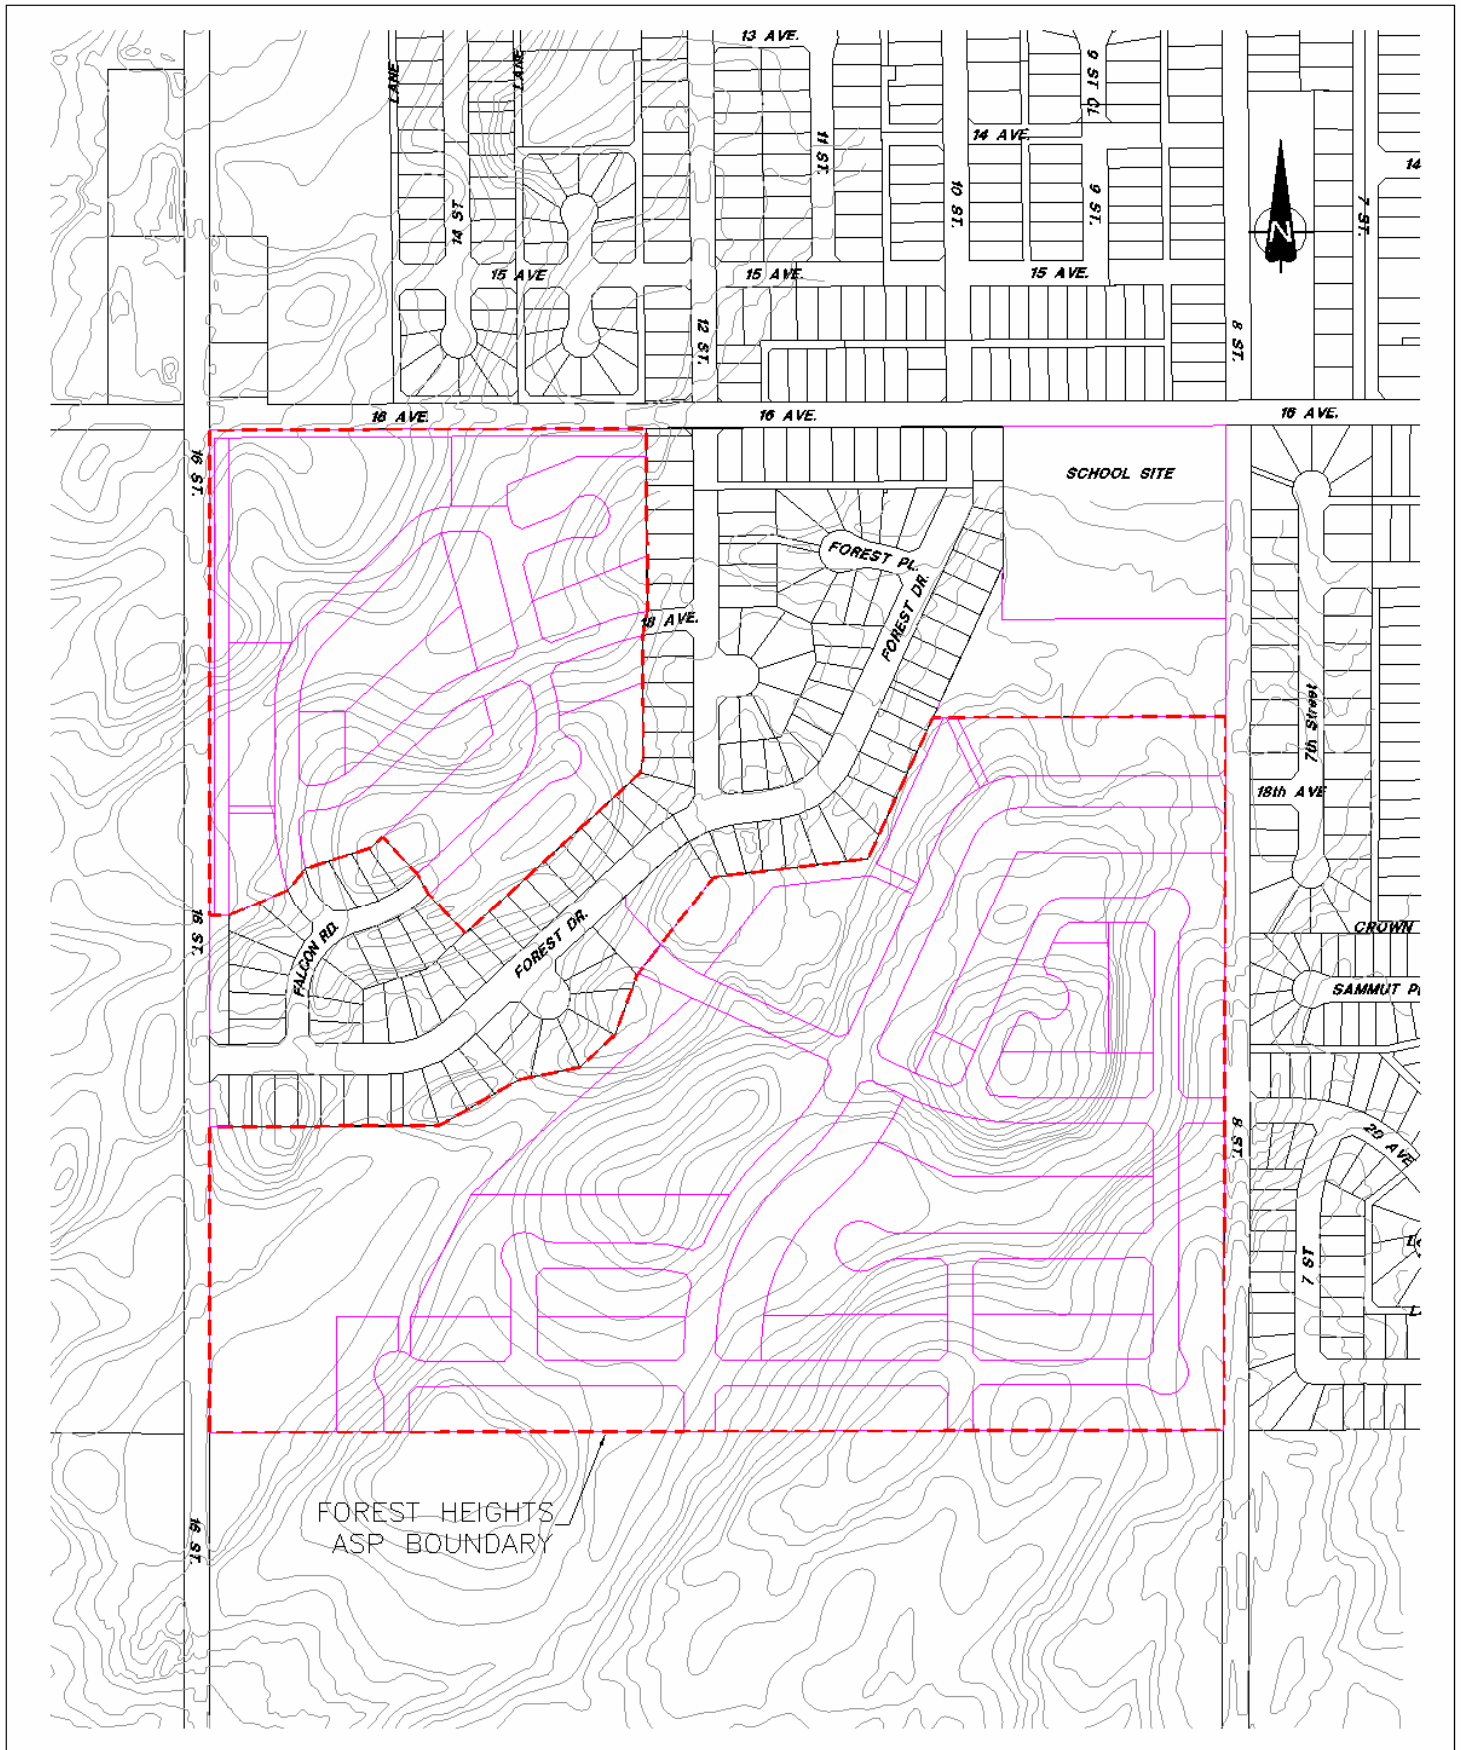 13 AVE.
LANE
LANE
9 ST CL
11 ST.
14 AVE.
14
14 ST
10 ST.
9 ST.
7 ST.
N
15 AVE
15 AVE.
15 AVE.
12 ST.
8 ST.
16 AVE.
16 AVE.
16 AVE.
16 ST.
SCHOOL SITE
FOREST PL.
FOREST DR.
18 AVE.
7th Street
18th AVE
16 ST.
FALCON RD.
FOREST DR.
CROWN
SAMMUT PL
8 ST.
20 AVE
7 ST
FOREST HEIGHTS
ASP BOUNDARY
16 ST.